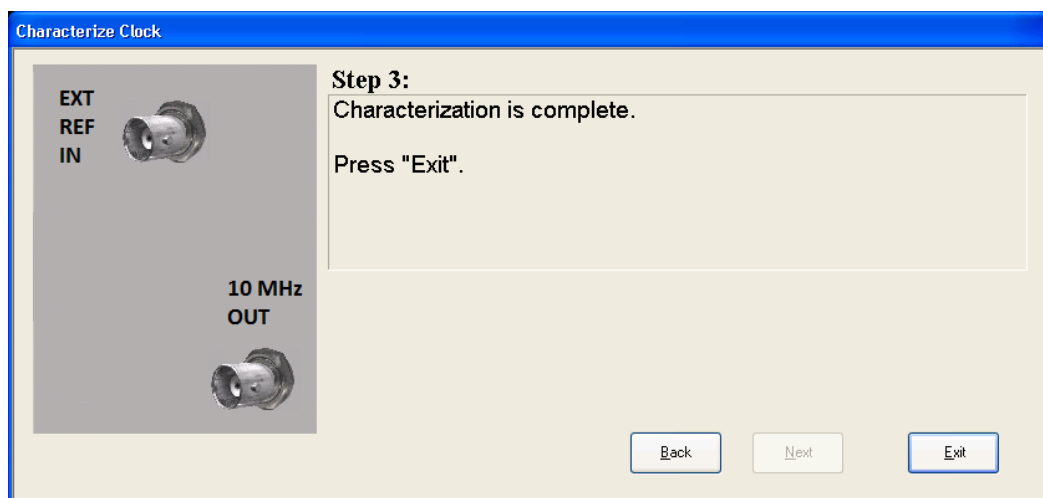 Characterize Clock
EXT
REF
IN
10 MHz
OUT
Step 3:
Characterization is complete.
Press "Exit".
Back
Next
Exit